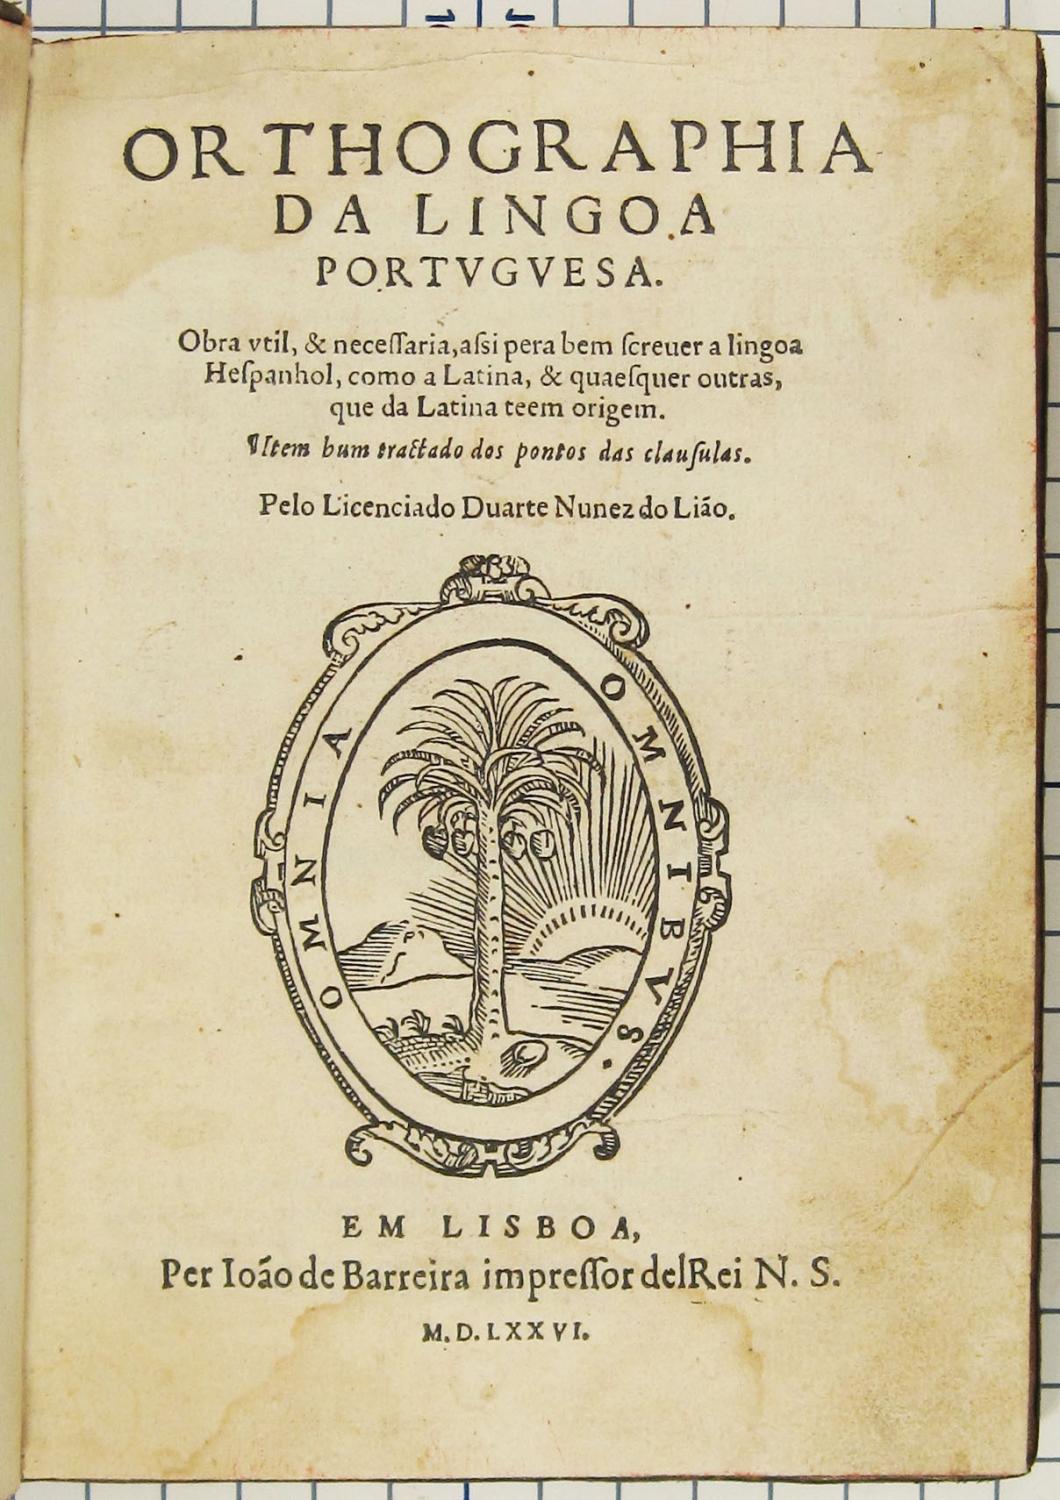 ORTHOGRAPHIA
DA LINGOA
PORTVGVESA.
Obra vtil, & neceſſaria, aſsi pera bem ſcreuer a lingoa
Heſpanhol, como a Latina, & quaeſquer outras,
que da Latina teem origem.
¶Item hum tractado dos pontos das clauſulas.
Pelo Licenciado Duarte Nunez do Lião.
OMNIA OMNIBVS.
EM LISBOA,
Per Ioão de Barreira impreſſor delRei N. S.
M.D.LXXVI.